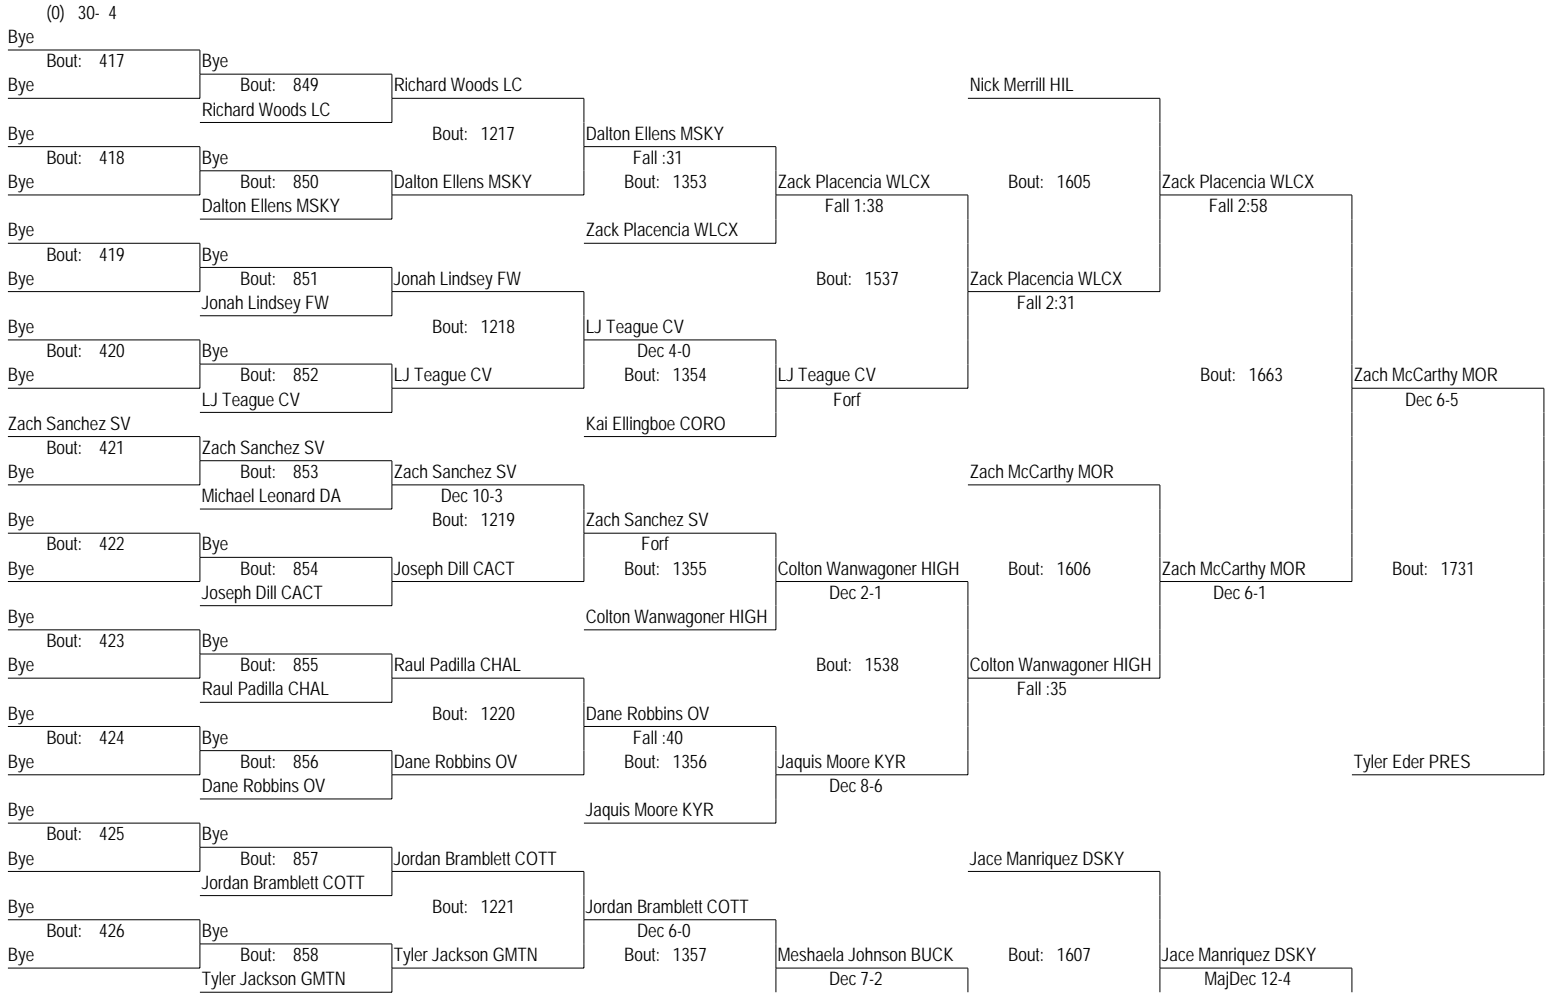 (0) 30- 4
Bye
Bout: 417 Bye
Bye Bout: 849 Richard Woods LC Nick Merrill HIL
Richard Woods LC
Bye Bout: 1217 Dalton Ellens MSKY
Bout: 418 Bye Fall :31
Bye Bout: 850 Dalton Ellens MSKY Bout: 1353 Zack Placencia WLCX Bout: 1605 Zack Placencia WLCX
Dalton Ellens MSKY Fall 1:38 Fall 2:58
Bye Zack Placencia WLCX
Bout: 419 Bye
Bye Bout: 851 Jonah Lindsey FW Bout: 1537 Zack Placencia WLCX
Jonah Lindsey FW Fall 2:31
Bye Bout: 1218 LJ Teague CV
Bout: 420 Bye Dec 4-0
Bye Bout: 852 LJ Teague CV Bout: 1354 LJ Teague CV Bout: 1663 Zach McCarthy MOR
LJ Teague CV Forf Dec 6-5
Zach Sanchez SV Kai Ellingboe CORO
Bout: 421 Zach Sanchez SV
Bye Bout: 853 Zach Sanchez SV Zach McCarthy MOR
Michael Leonard DA Dec 10-3
Bye Bout: 1219 Zach Sanchez SV
Bout: 422 Bye Forf
Bye Bout: 854 Joseph Dill CACT Bout: 1355 Colton Wanwagoner HIGH Bout: 1606 Zach McCarthy MOR Bout: 1731
Joseph Dill CACT Dec 2-1 Dec 6-1
Bye Colton Wanwagoner HIGH
Bout: 423 Bye
Bye Bout: 855 Raul Padilla CHAL Bout: 1538 Colton Wanwagoner HIGH
Raul Padilla CHAL Fall :35
Bye Bout: 1220 Dane Robbins OV
Bout: 424 Bye Fall :40
Bye Bout: 856 Dane Robbins OV Bout: 1356 Jaquis Moore KYR Tyler Eder PRES
Dane Robbins OV Dec 8-6
Bye Jaquis Moore KYR
Bout: 425 Bye
Bye Bout: 857 Jordan Bramblett COTT Jace Manriquez DSKY
Jordan Bramblett COTT
Bye Bout: 1221 Jordan Bramblett COTT
Bout: 426 Bye Dec 6-0
Bye Bout: 858 Tyler Jackson GMTN Bout: 1357 Meshaela Johnson BUCK Bout: 1607 Jace Manriquez DSKY
Tyler Jackson GMTN Dec 7-2 MajDec 12-4